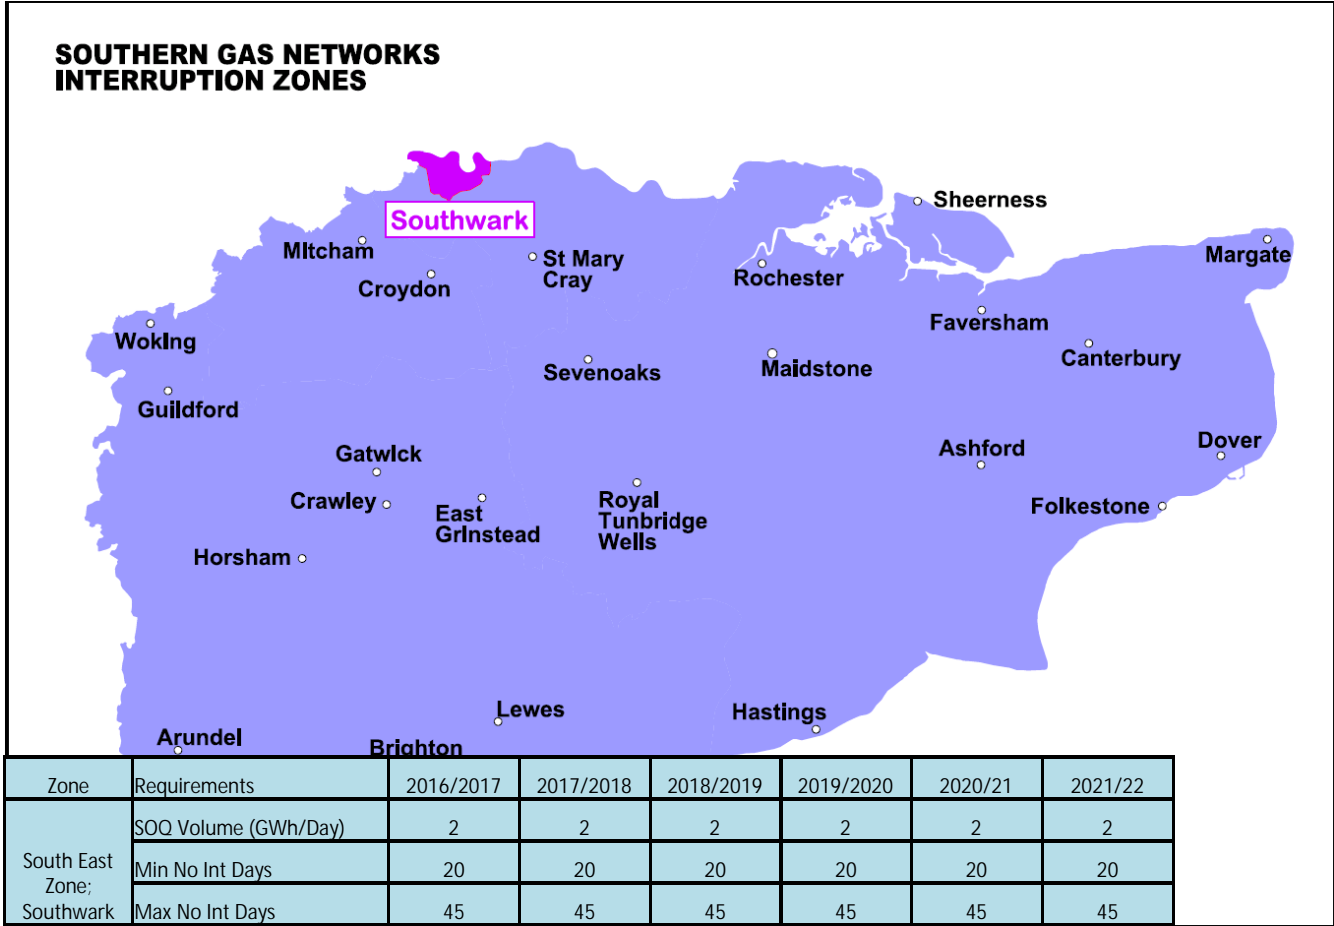 SOUTHERN GAS NETWORKS
INTERRUPTION ZONES
Southwark
Sheerness
MItcham
St Mary
Cray
Croydon
Rochester
Margate
WokIng
Faversham
Canterbury
Sevenoaks
Maidstone
Guildford
GatwIck
Ashford
Dover
Crawley
East
GrInstead
Royal
Tunbridge
Wells
Folkestone
Horsham
Lewes
Hastings
Arundel
Brighton
Zone Requirements 2016/2017 2017/2018 2018/2019 2019/2020 2020/21 2021/22
South East
Zone;
Southwark
SOQ Volume (GWh/Day) 2 2 2 2 2 2
Min No Int Days 20 20 20 20 20 20
Max No Int Days 45 45 45 45 45 45